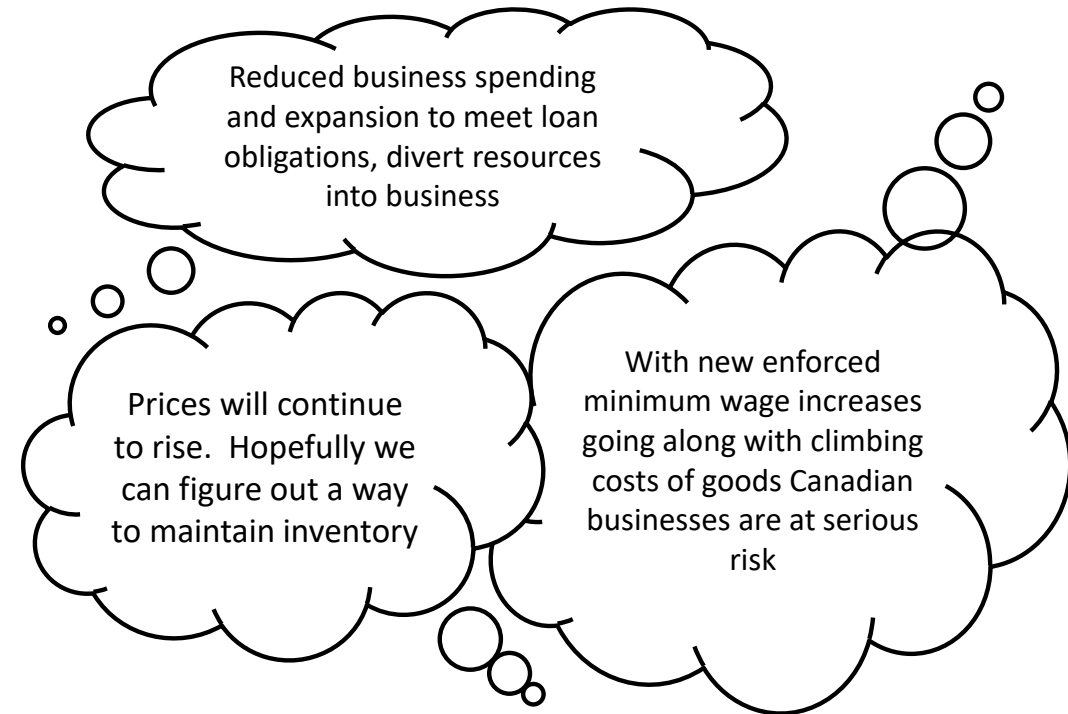 Reduced business spending
and expansion to meet loan
obligations, divert resources
into business
Prices will continue
to rise.  Hopefully we
can figure out a way
to maintain inventory
With new enforced
minimum wage increases
going along with climbing
costs of goods Canadian
businesses are at serious
risk